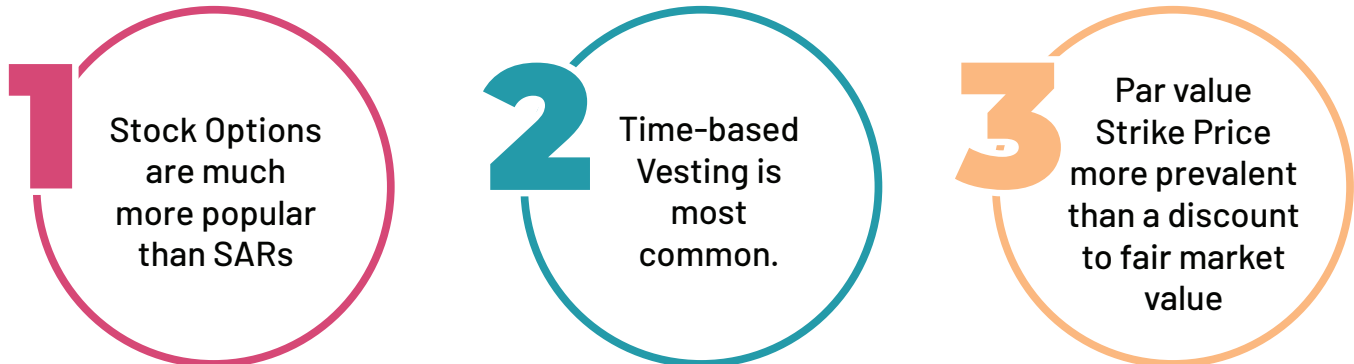 1
Stock Options
are much
more popular
than SARs
2
Time-based
Vesting is
most
common.
3
Par value
Strike Price
more prevalent
than a discount
to fair market
value